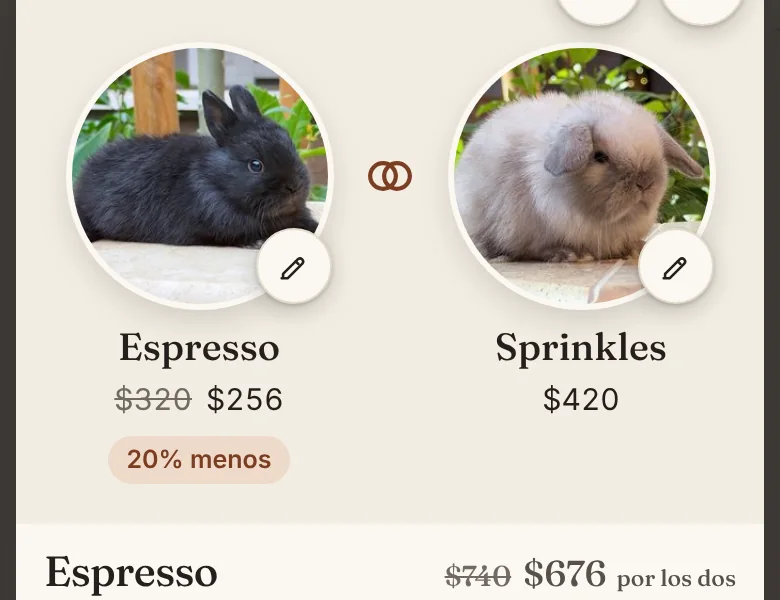 Espresso
$320 $256
20% menos
Sprinkles
$420
Espresso
$740 $676 por los dos